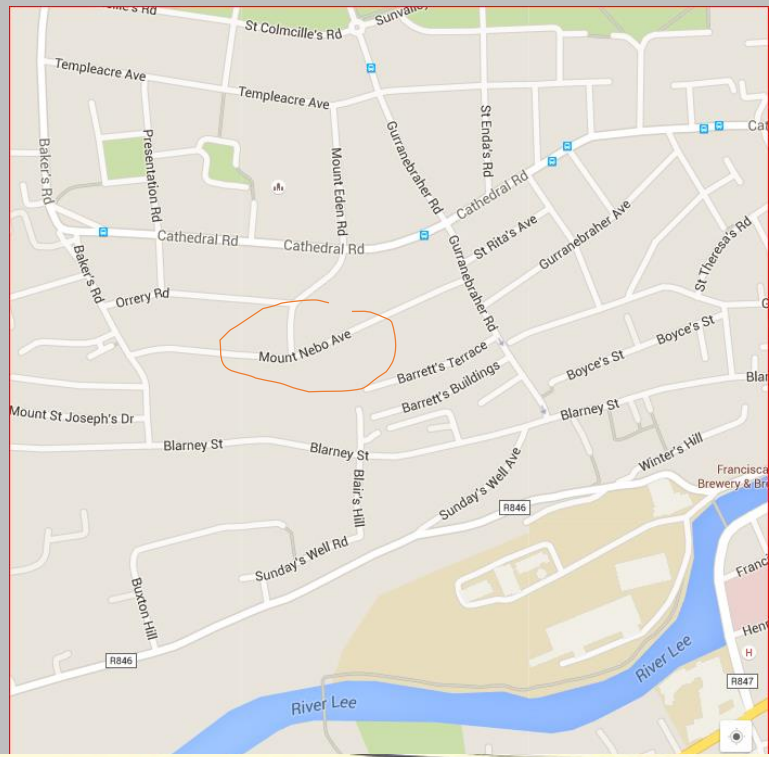 St Colmcille's Rd
Templeacre Ave
Templeacre Ave
St Enda's Rd
Gurranebraher Rd
Presentation Rd
Baker's Rd
Mount Eden Rd
Cathedral Rd
Cathedral Rd
Cathedral Rd
St Rita's Ave
Gurranebraher Ave
St Theresa's Rd
Baker's Rd
Gurranebraher Rd
Orrery Rd
Mount Nebo Ave
Boyce's St
Boyce's St
Barrett's Terrace
Barrett's Buildings
Mount St Joseph's Dr
Blarney St
Blarney St
Blarney St
Blair's Hill
Sunday's Well Ave
Winter's Hill
R846
Sunday's Well Rd
Buxton Hill
R846
River Lee
River Lee
H
R847
Brewery &